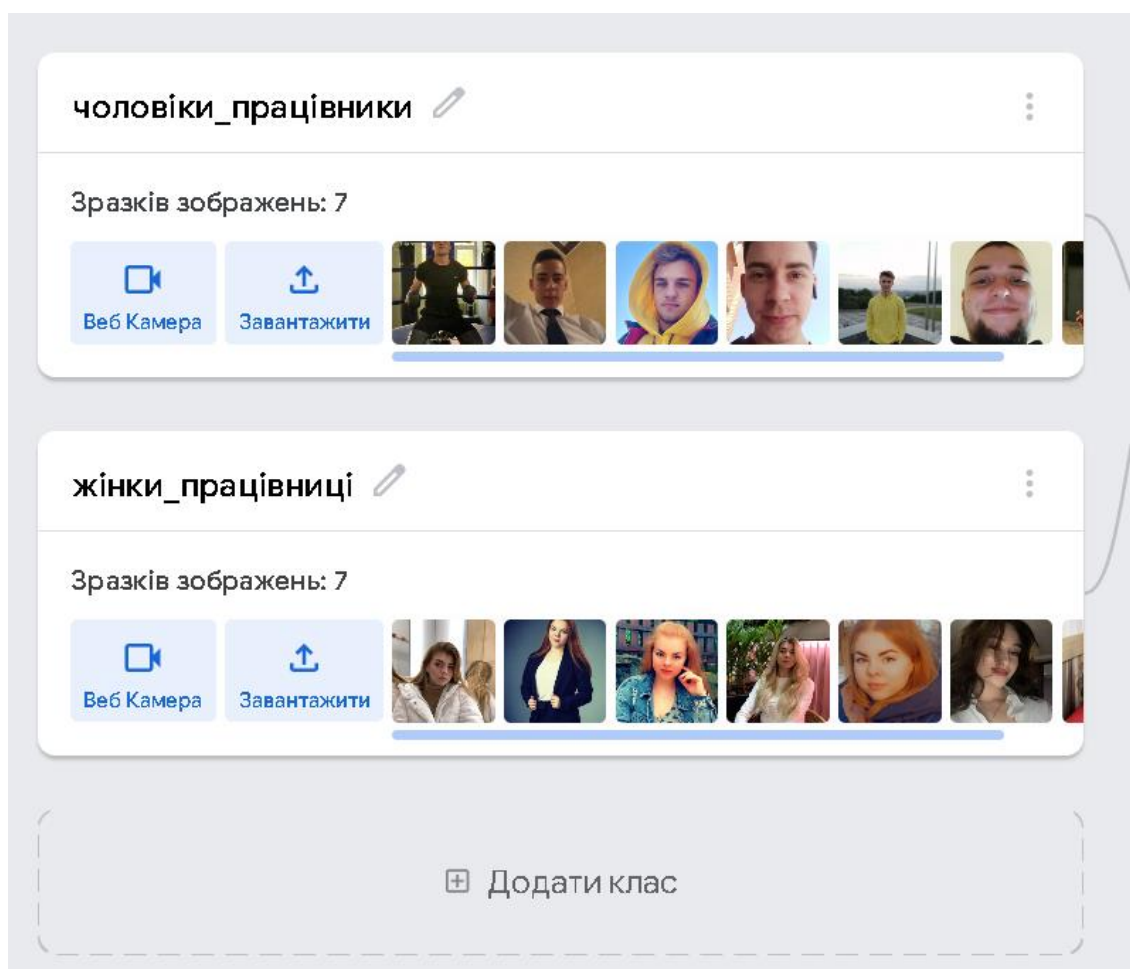 чоловіки_працівники
Зразків зображень: 7
Веб Камера
Завантажити
жінки_працівниці
Зразків зображень: 7
Веб Камера
Завантажити
Додати клас